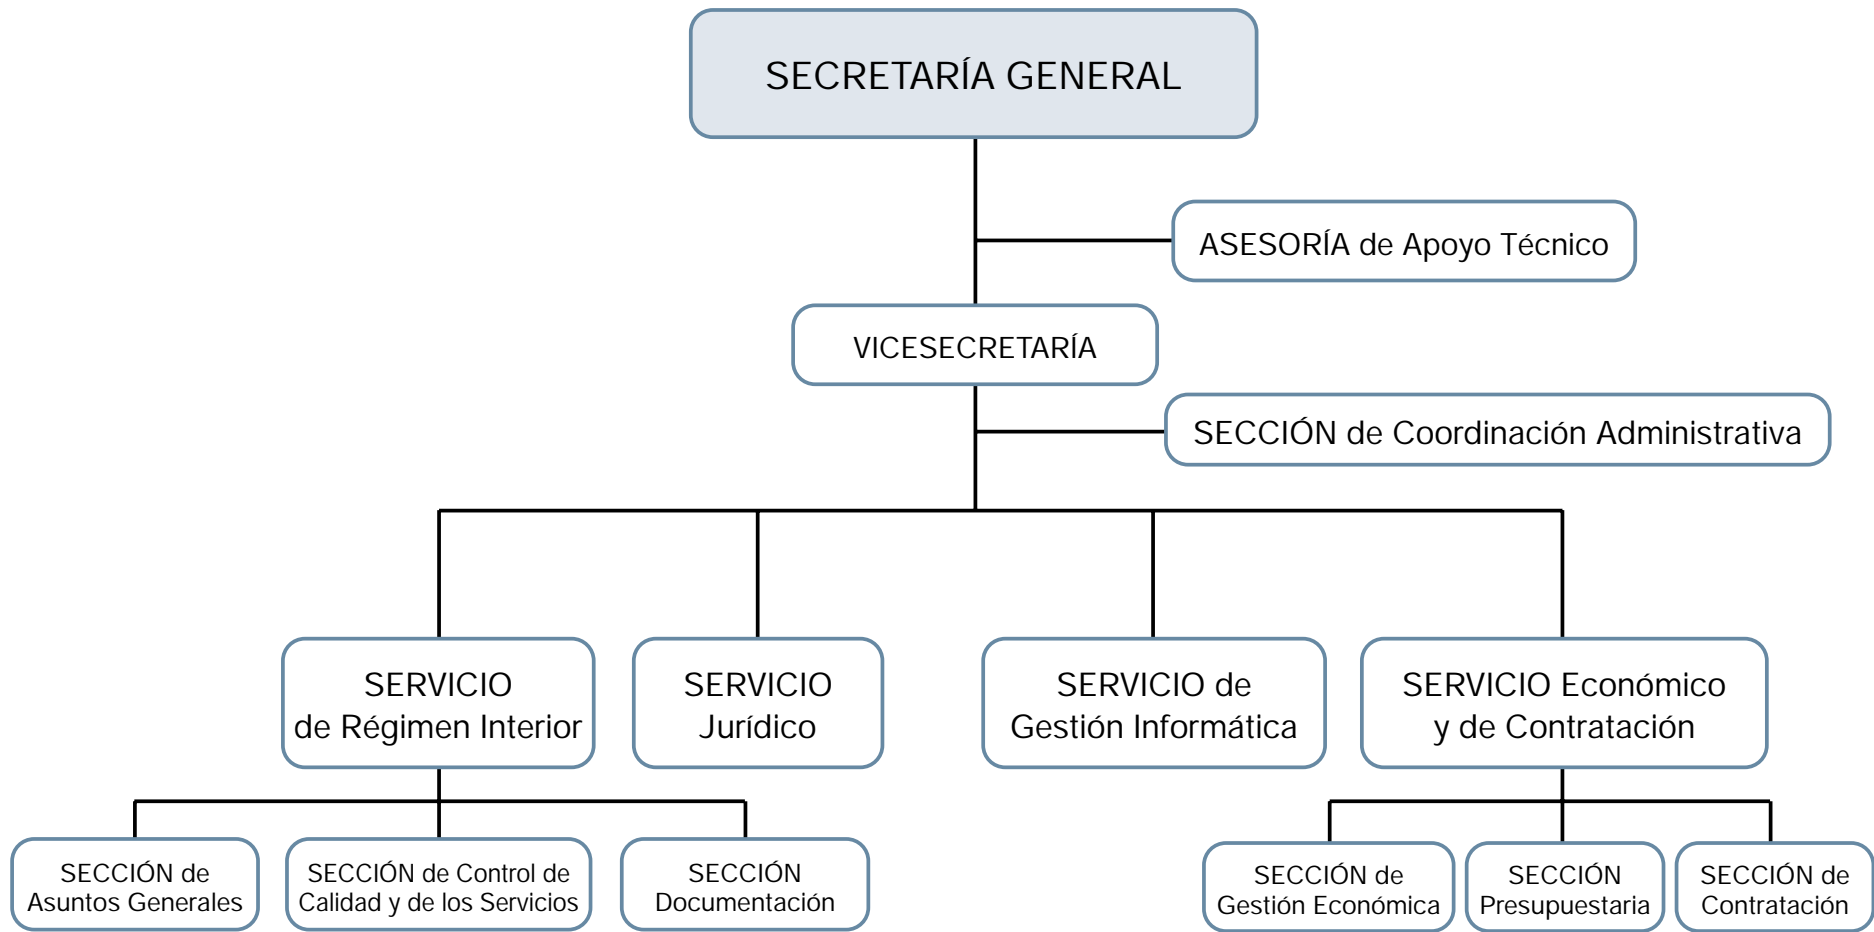 SECRETARÍA GENERAL
ASESORÍA de Apoyo Técnico
VICESECRETARÍA
SECCIÓN de Coordinación Administrativa
SERVICIO
de Régimen Interior
SERVICIO
Jurídico
SERVICIO de
Gestión Informática
SERVICIO Económico
y de Contratación
SECCIÓN de
Asuntos Generales
SECCIÓN de Control de
Calidad y de los Servicios
SECCIÓN
Documentación
SECCIÓN de
Gestión Económica
SECCIÓN
Presupuestaria
SECCIÓN de
Contratación